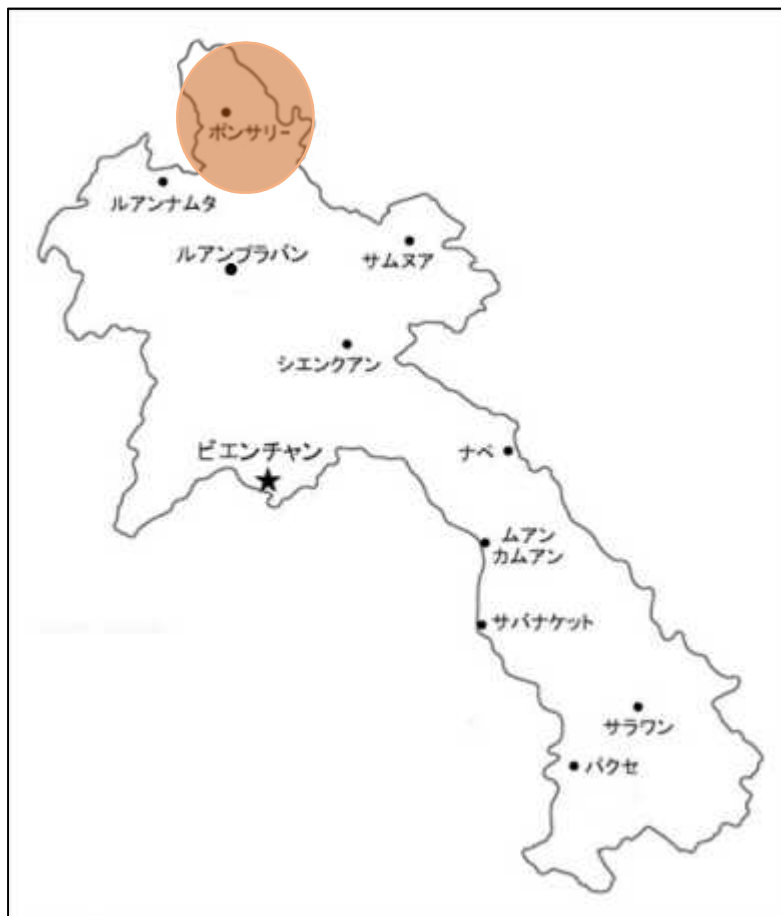 ポンサリー
ルアンナムタ
ルアンプラバン
サムヌア
シエンクアン
ビエンチャン
ナペ
ムアン
カムアン
サバナケット
サラワン
パクセ